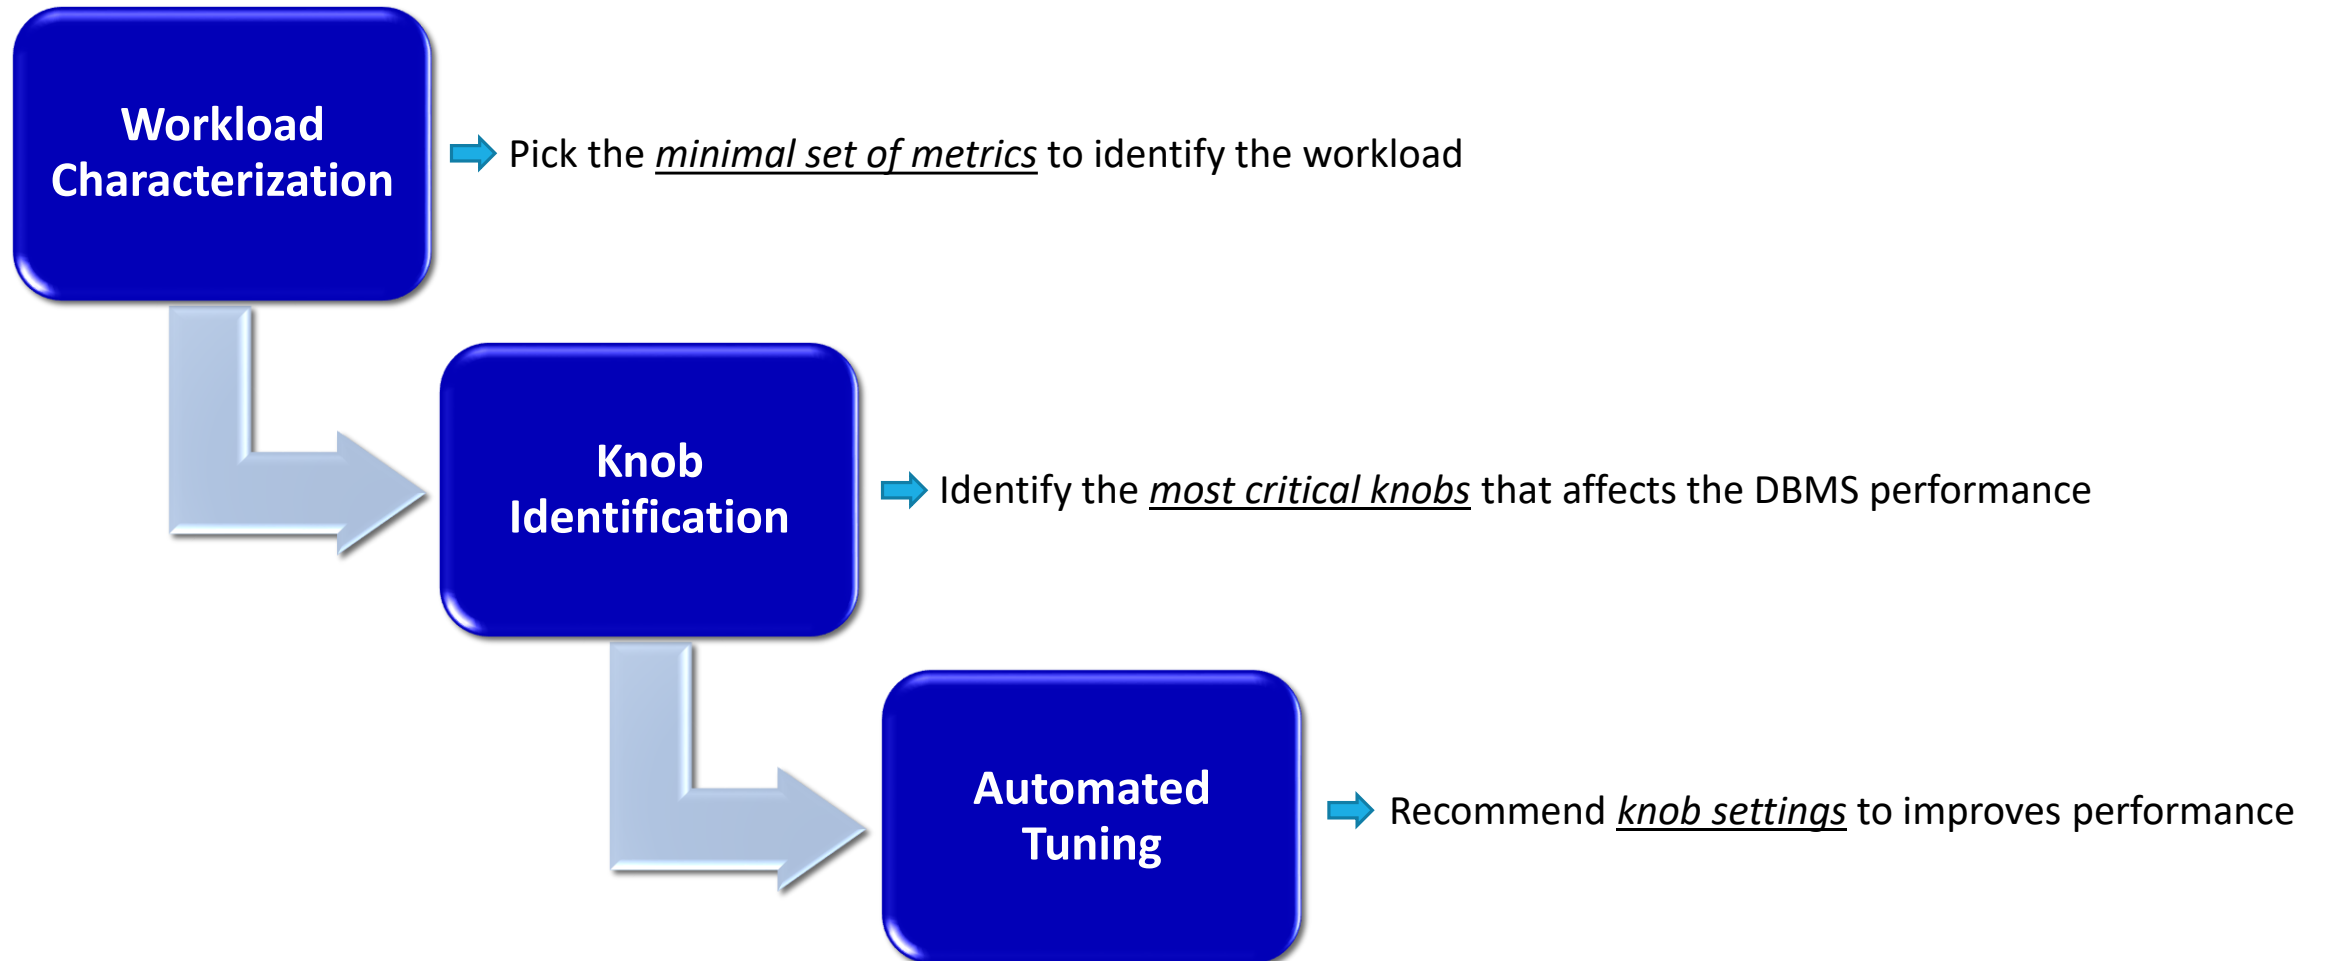 Workload
Characterization
Pick the minimal set of metrics to identify the workload
Knob
Identification
Identify the most critical knobs that affects the DBMS performance
Automated
Tuning
Recommend knob settings to improves performance